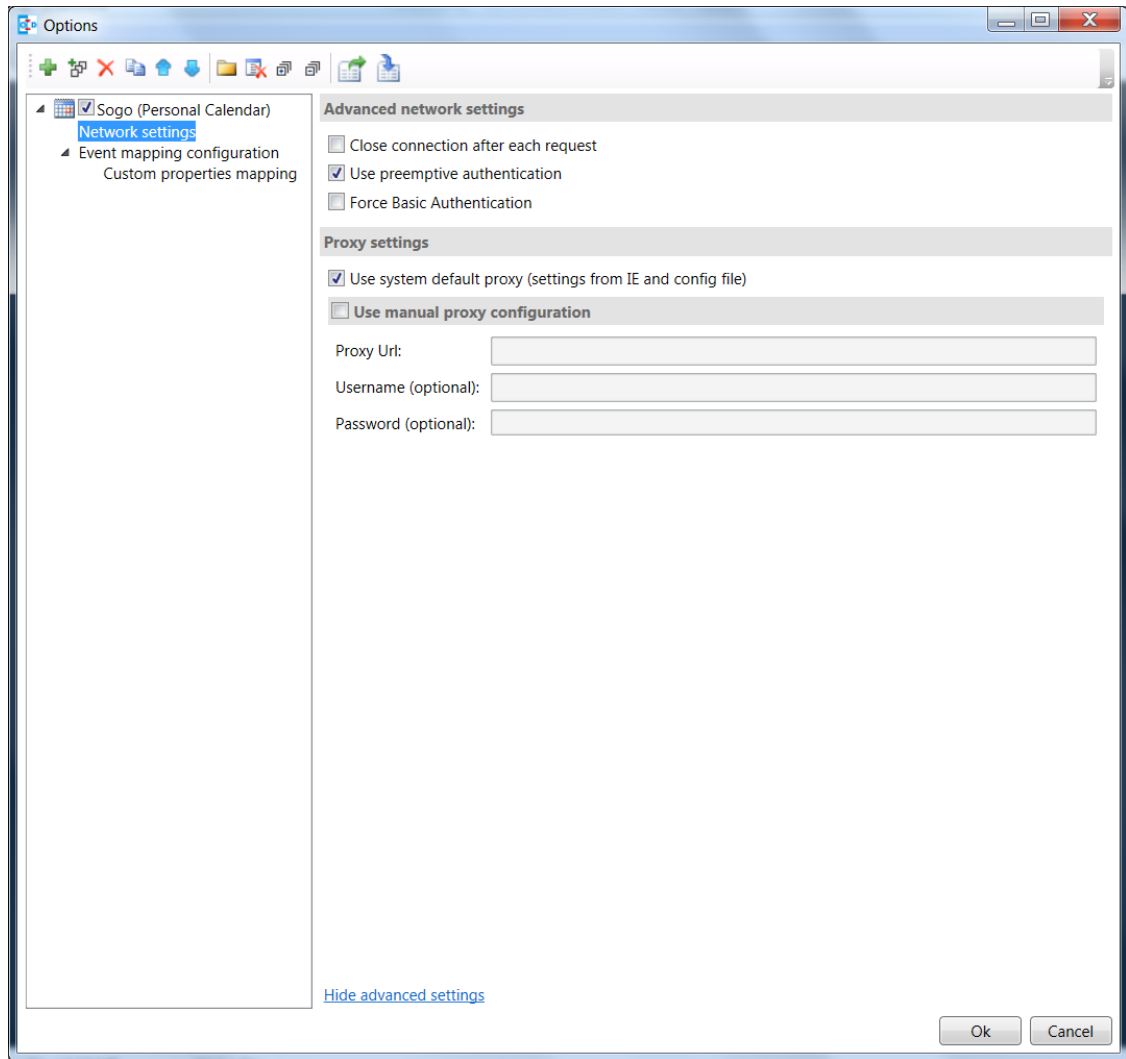 Options
Sogo (Personal Calendar)
Network settings
Event mapping configuration
Custom properties mapping
Advanced network settings
Close connection after each request
Use preemptive authentication
Force Basic Authentication
Proxy settings
Use system default proxy (settings from IE and config file)
Use manual proxy configuration
Proxy Url:
Username (optional):
Password (optional):
Hide advanced settings
Ok
Cancel